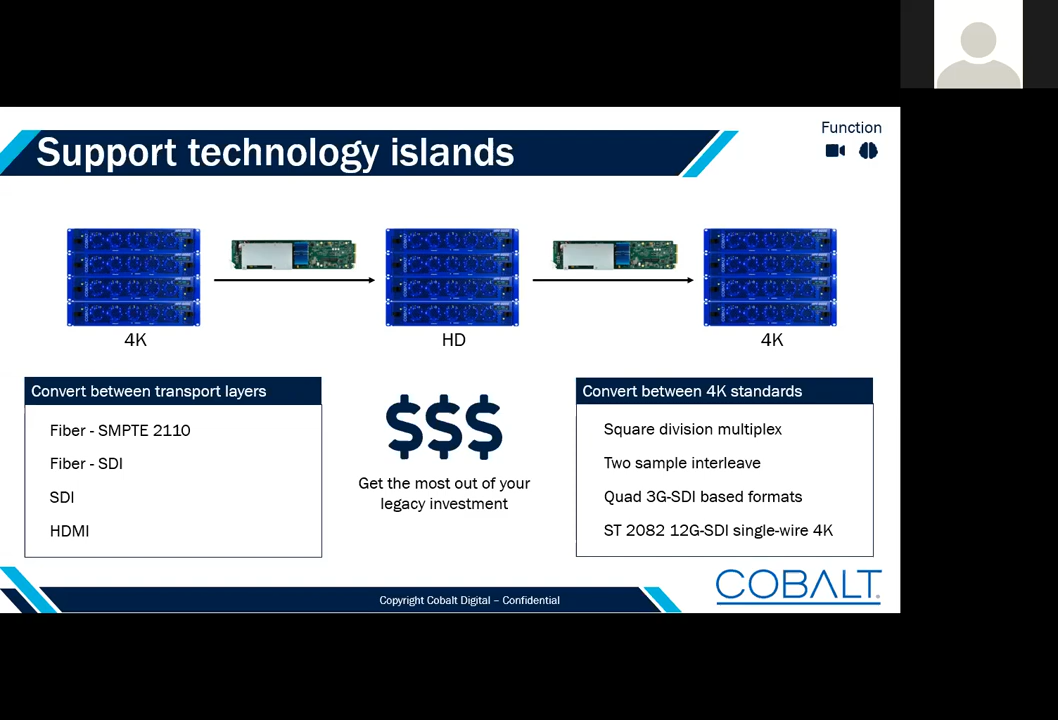 Function
Support technology islands
4K
HD
4K
Convert between transport layers
Fiber - SMPTE 2110
Fiber - SDI
SDI
HDMI
$$$
Get the most out of your
legacy investment
Convert between 4K standards
Square division multiplex
Two sample interleave
Quad 3G-SDI based formats
ST 2082 12G-SDI single-wire 4K
Copyright Cobalt Digital – Confidential
COBALT